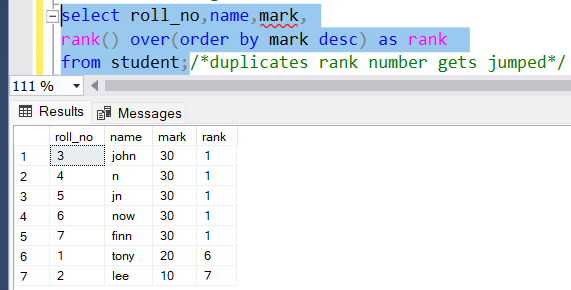 select roll_no,name,mark,
rank() over(order by mark desc) as rank
from student;/*duplicates rank number gets jumped*/
111 %
Results Messages
roll_no name mark rank
1 3 john 30 1
2 4 n 30 1
3 5 jn 30 1
4 6 now 30 1
5 7 finn 30 1
6 1 tony 20 6
7 2 lee 10 7